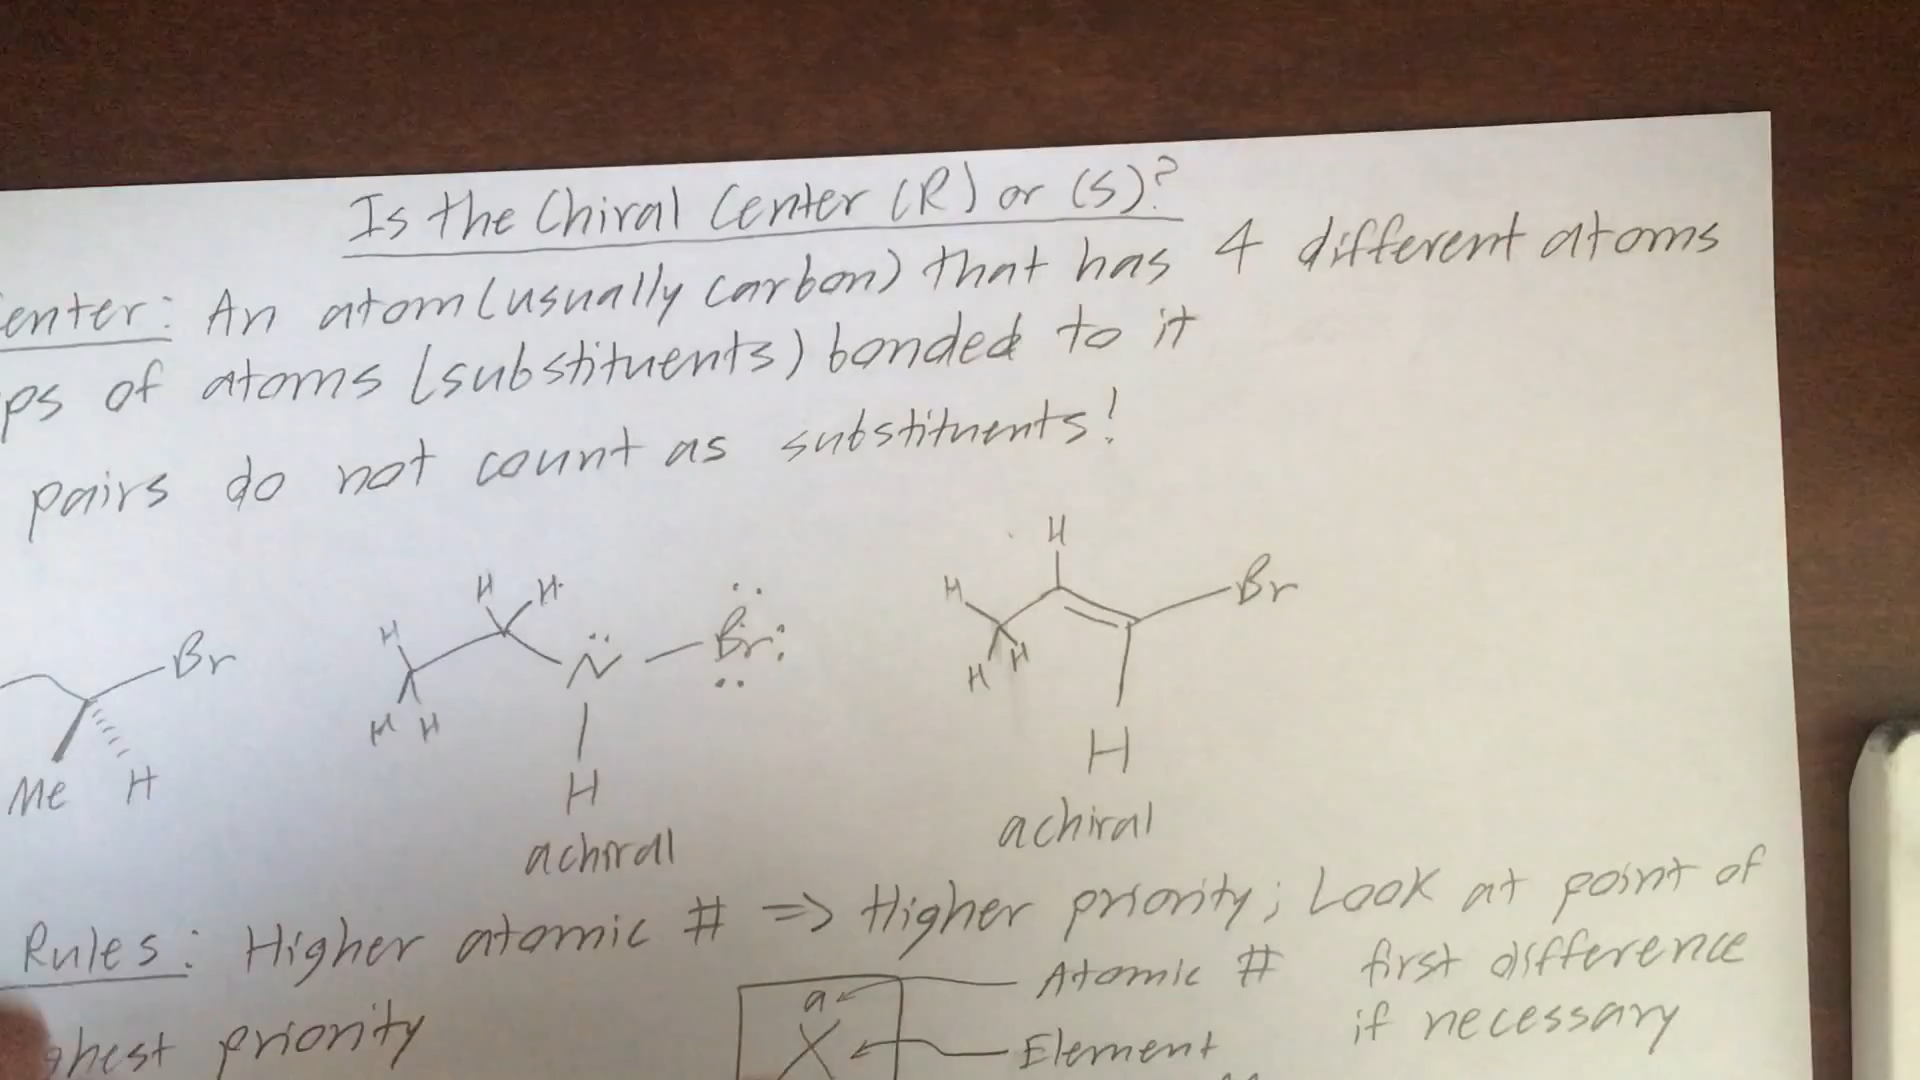 Is the Chiral Center (R) or (S)?
enter: An atom (usually carbon) that has 4 different atoms
ps of atoms (substituents) bonded to it
pairs do not count as substituents!
H
H H H Br
H Br H H
Br N Br
H H H
H H
Me H H
achiral achiral
Rules: Higher atomic # => Higher priority; Look at point of
a Atomic # first difference
ghest priority X Element if necessary